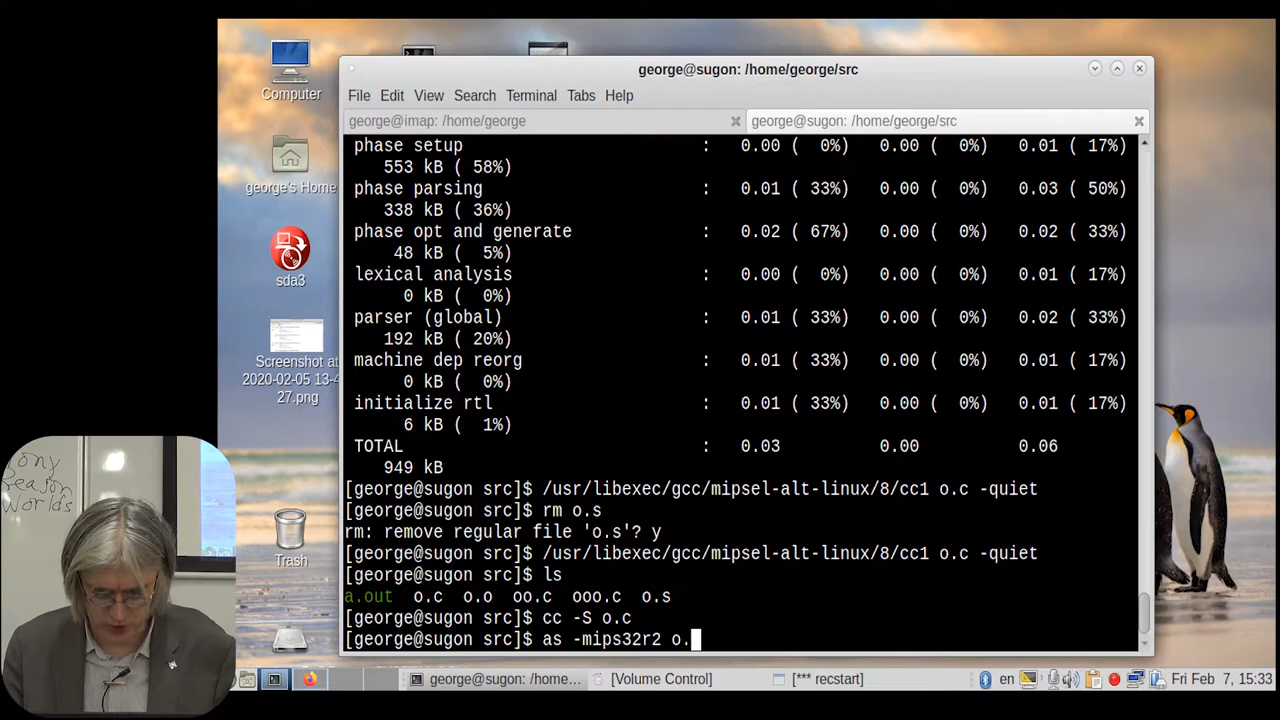 Computer
george's Home
sda3
Screenshot at
2020-02-05 13-4
27.png
Trash
george@sugon: /home/george/src
File Edit View Search Terminal Tabs Help
george@imap: /home/george
george@sugon: /home/george/src
phase setup : 0.00 ( 0%) 0.00 ( 0%) 0.01 ( 17%)
553 kB ( 58%)
phase parsing : 0.01 ( 33%) 0.00 ( 0%) 0.03 ( 50%)
338 kB ( 36%)
phase opt and generate : 0.02 ( 67%) 0.00 ( 0%) 0.02 ( 33%)
48 kB ( 5%)
lexical analysis : 0.00 ( 0%) 0.00 ( 0%) 0.01 ( 17%)
0 kB ( 0%)
parser (global) : 0.01 ( 33%) 0.00 ( 0%) 0.02 ( 33%)
192 kB ( 20%)
machine dep reorg : 0.01 ( 33%) 0.00 ( 0%) 0.01 ( 17%)
0 kB ( 0%)
initialize rtl : 0.01 ( 33%) 0.00 ( 0%) 0.01 ( 17%)
6 kB ( 1%)
TOTAL : 0.03 0.00 0.06
949 kB
[george@sugon src]$ /usr/libexec/gcc/mipsel-alt-linux/8/cc1 o.c -quiet
[george@sugon src]$ rm o.s
rm: remove regular file 'o.s'? y
[george@sugon src]$ /usr/libexec/gcc/mipsel-alt-linux/8/cc1 o.c -quiet
[george@sugon src]$ ls
a.out o.c o.o oo.c ooo.c o.s
[george@sugon src]$ cc -S o.c
[george@sugon src]$ as -mips32r2 o.
george@sugon: /home... [Volume Control] [*** recstart] en Fri Feb 7, 15:33
Worlds